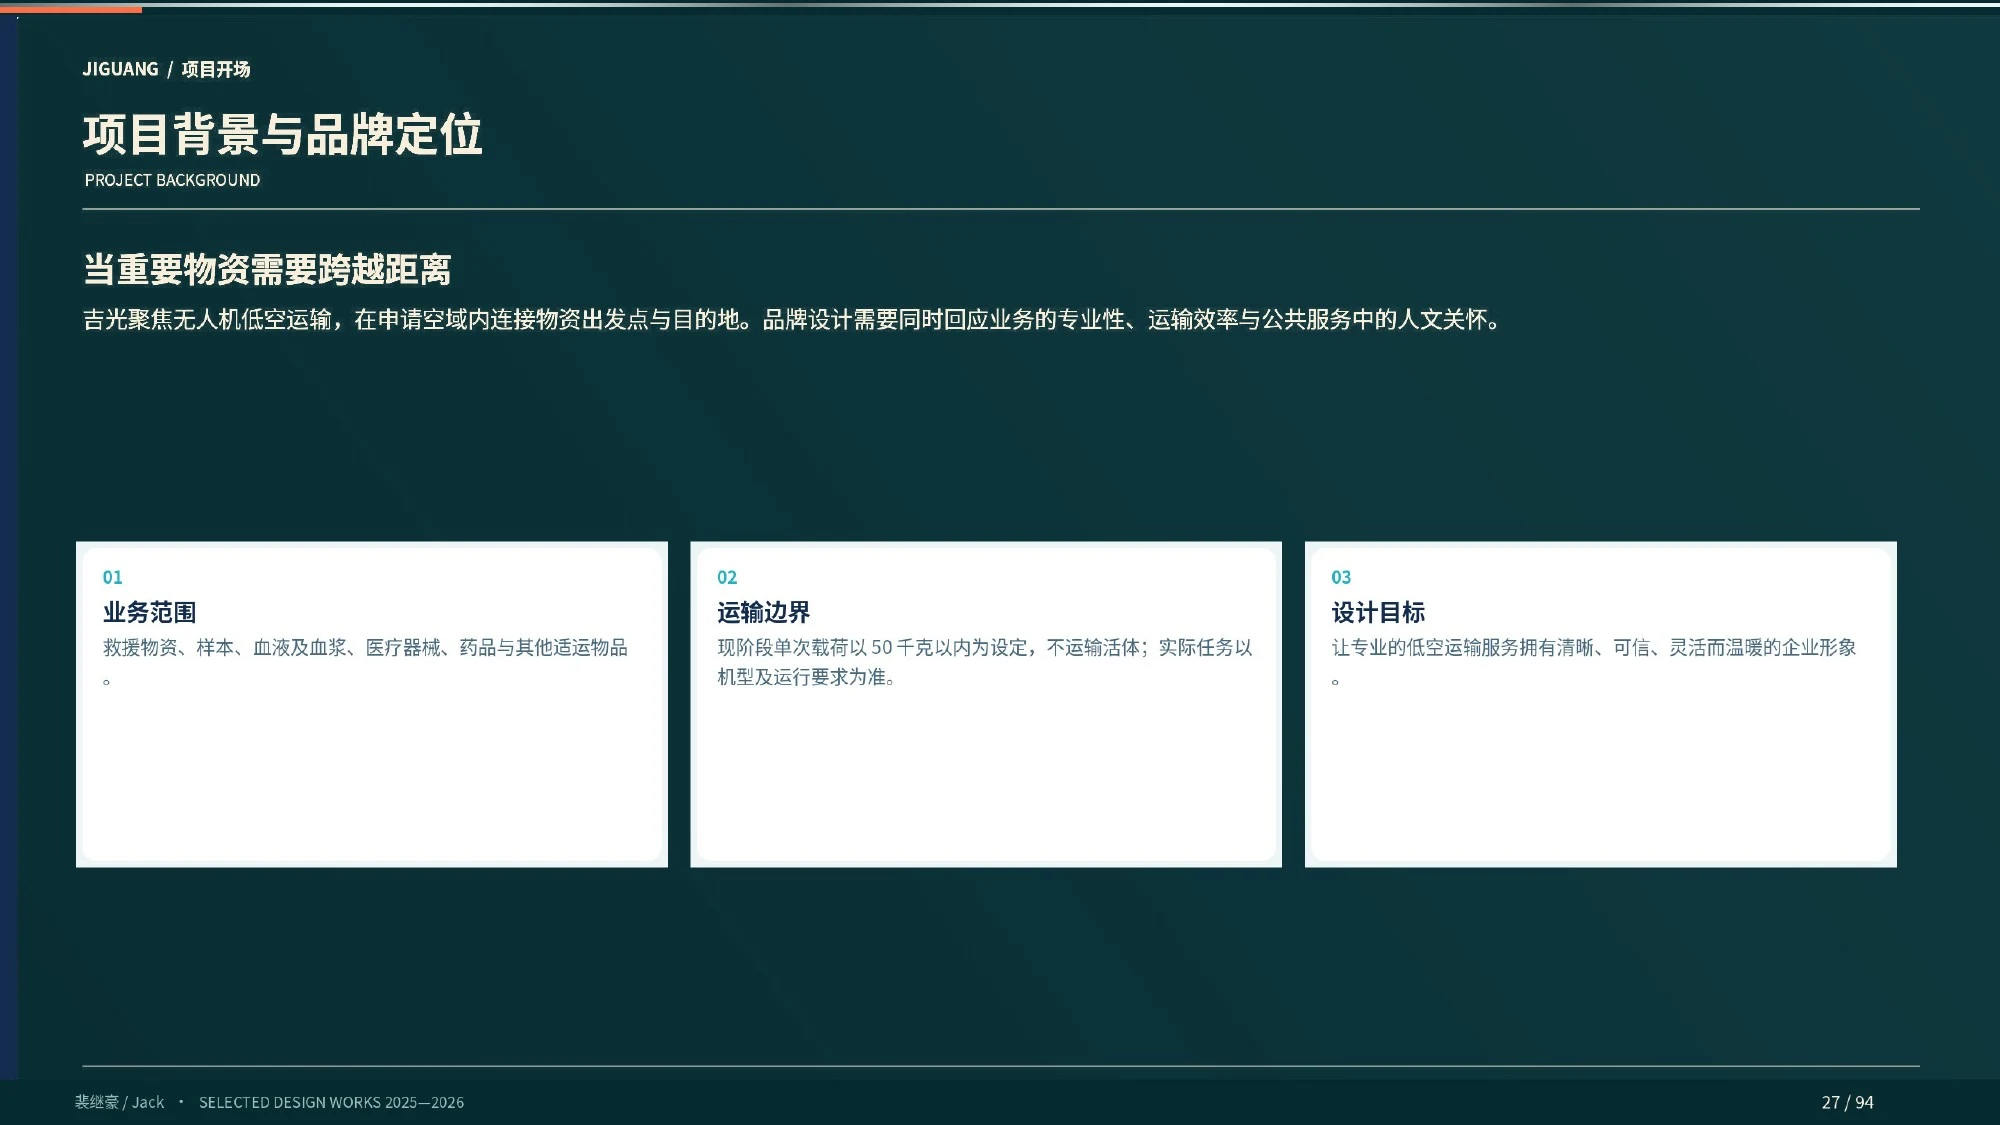 JIGUANG / 项目开场
项目背景与品牌定位
PROJECT BACKGROUND
当重要物资需要跨越距离
吉光聚焦无人机低空运输，在申请空域内连接物资出发点与目的地。品牌设计需要同时回应业务的专业性、运输效率与公共服务中的人文关怀。
01
业务范围
救援物资、样本、血液及血浆、医疗器械、药品与其他适运物品
。
02
运输边界
现阶段单次载荷以 50 千克以内为设定，不运输活体；实际任务以
机型及运行要求为准。
03
设计目标
让专业的低空运输服务拥有清晰、可信、灵活而温暖的企业形象
。
裴继豪 / Jack · SELECTED DESIGN WORKS 2025—2026
27 / 94